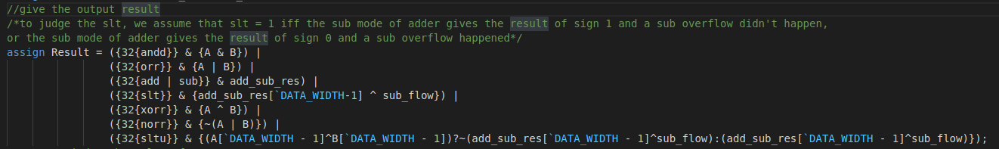 //give the output result
/*to judge the slt, we assume that slt = 1 iff the sub mode of adder gives the result of sign 1 and a sub overflow didn't happen,
or the sub mode of adder gives the result of sign 0 and a sub overflow happened*/
assign Result = ({32{andd}} & {A & B}) |
({32{orr}} & {A | B}) |
({32{add | sub}} & add_sub_res) |
({32{slt}} & {add_sub_res[`DATA_WIDTH-1] ^ sub_flow}) |
({32{xorr}} & {A ^ B}) |
({32{norr}} & {~(A | B)}) |
({32{sltu}} & {(A[`DATA_WIDTH - 1]^B[`DATA_WIDTH - 1])?~(add_sub_res[`DATA_WIDTH - 1]^sub_flow):(add_sub_res[`DATA_WIDTH - 1]^sub_flow)});